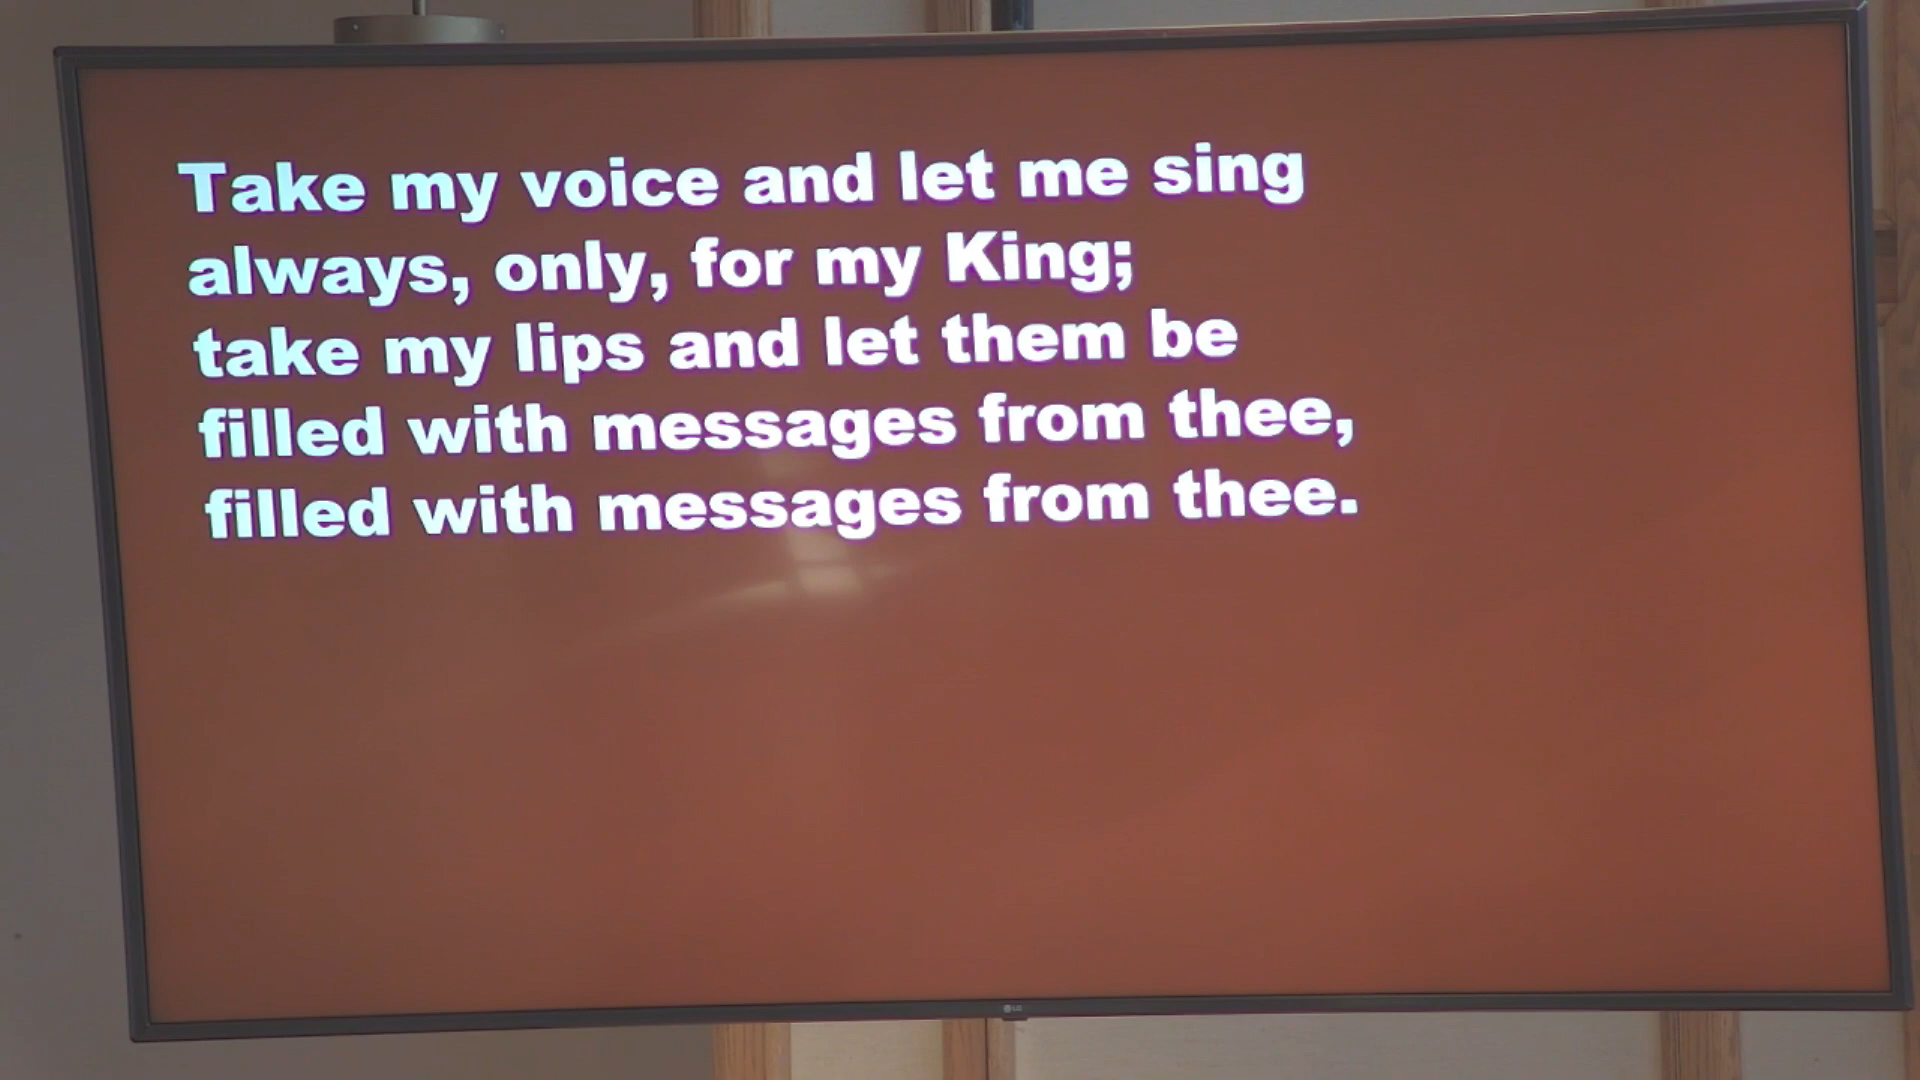 Take my voice and let me sing
always, only, for my King;
take my lips and let them be
filled with messages from thee,
filled with messages from thee.
LG